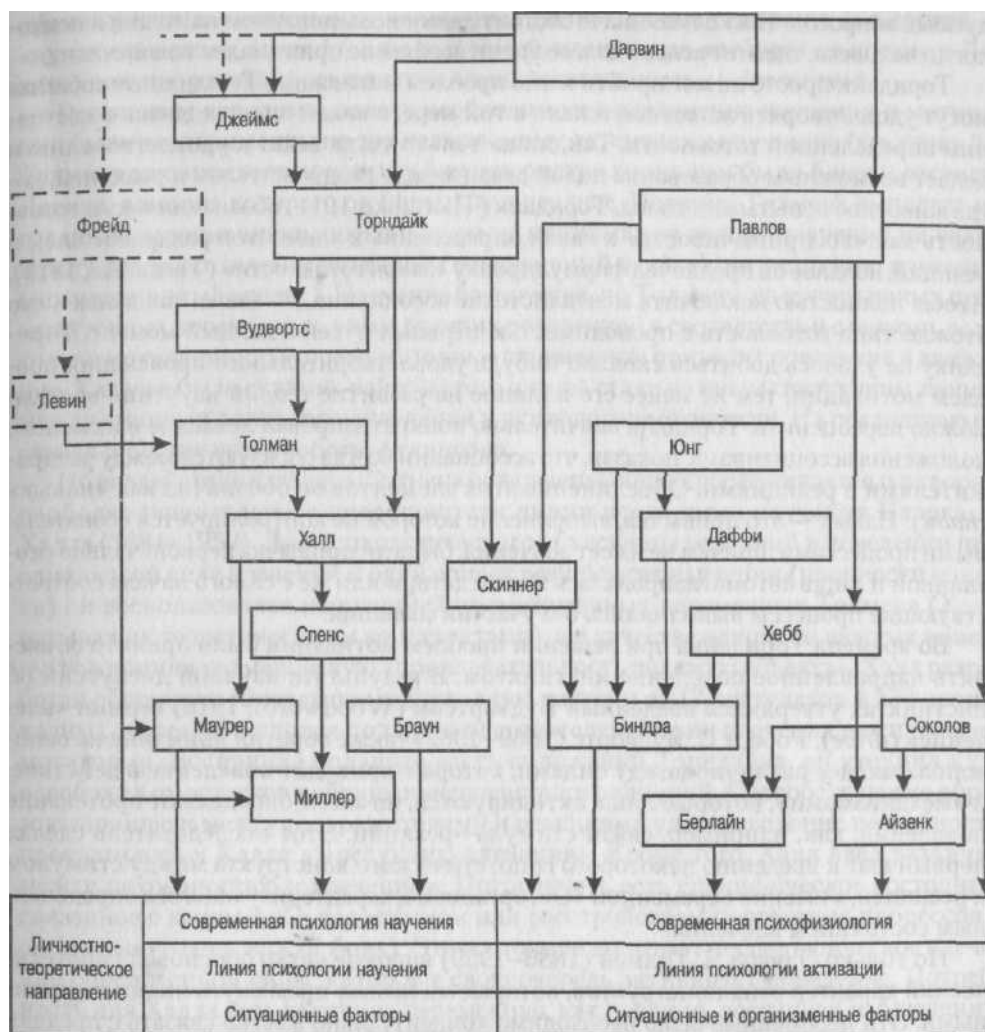 Дарвин
Джеймс
Фрейд
Торндайк
Павлов
Вудвортс
Левин
Толман
Юнг
Халл
Даффи
Скиннер
Спенс
Хебб
Маурер
Браун
Биндра
Соколов
Миллер
Берлайн
Айзенк
Личностно-
теоретическое
направление
Современная психология научения
Современная психофизиология
Линия психологии научения
Линия психологии активации
Ситуационные факторы
Ситуационные и организменные факторы